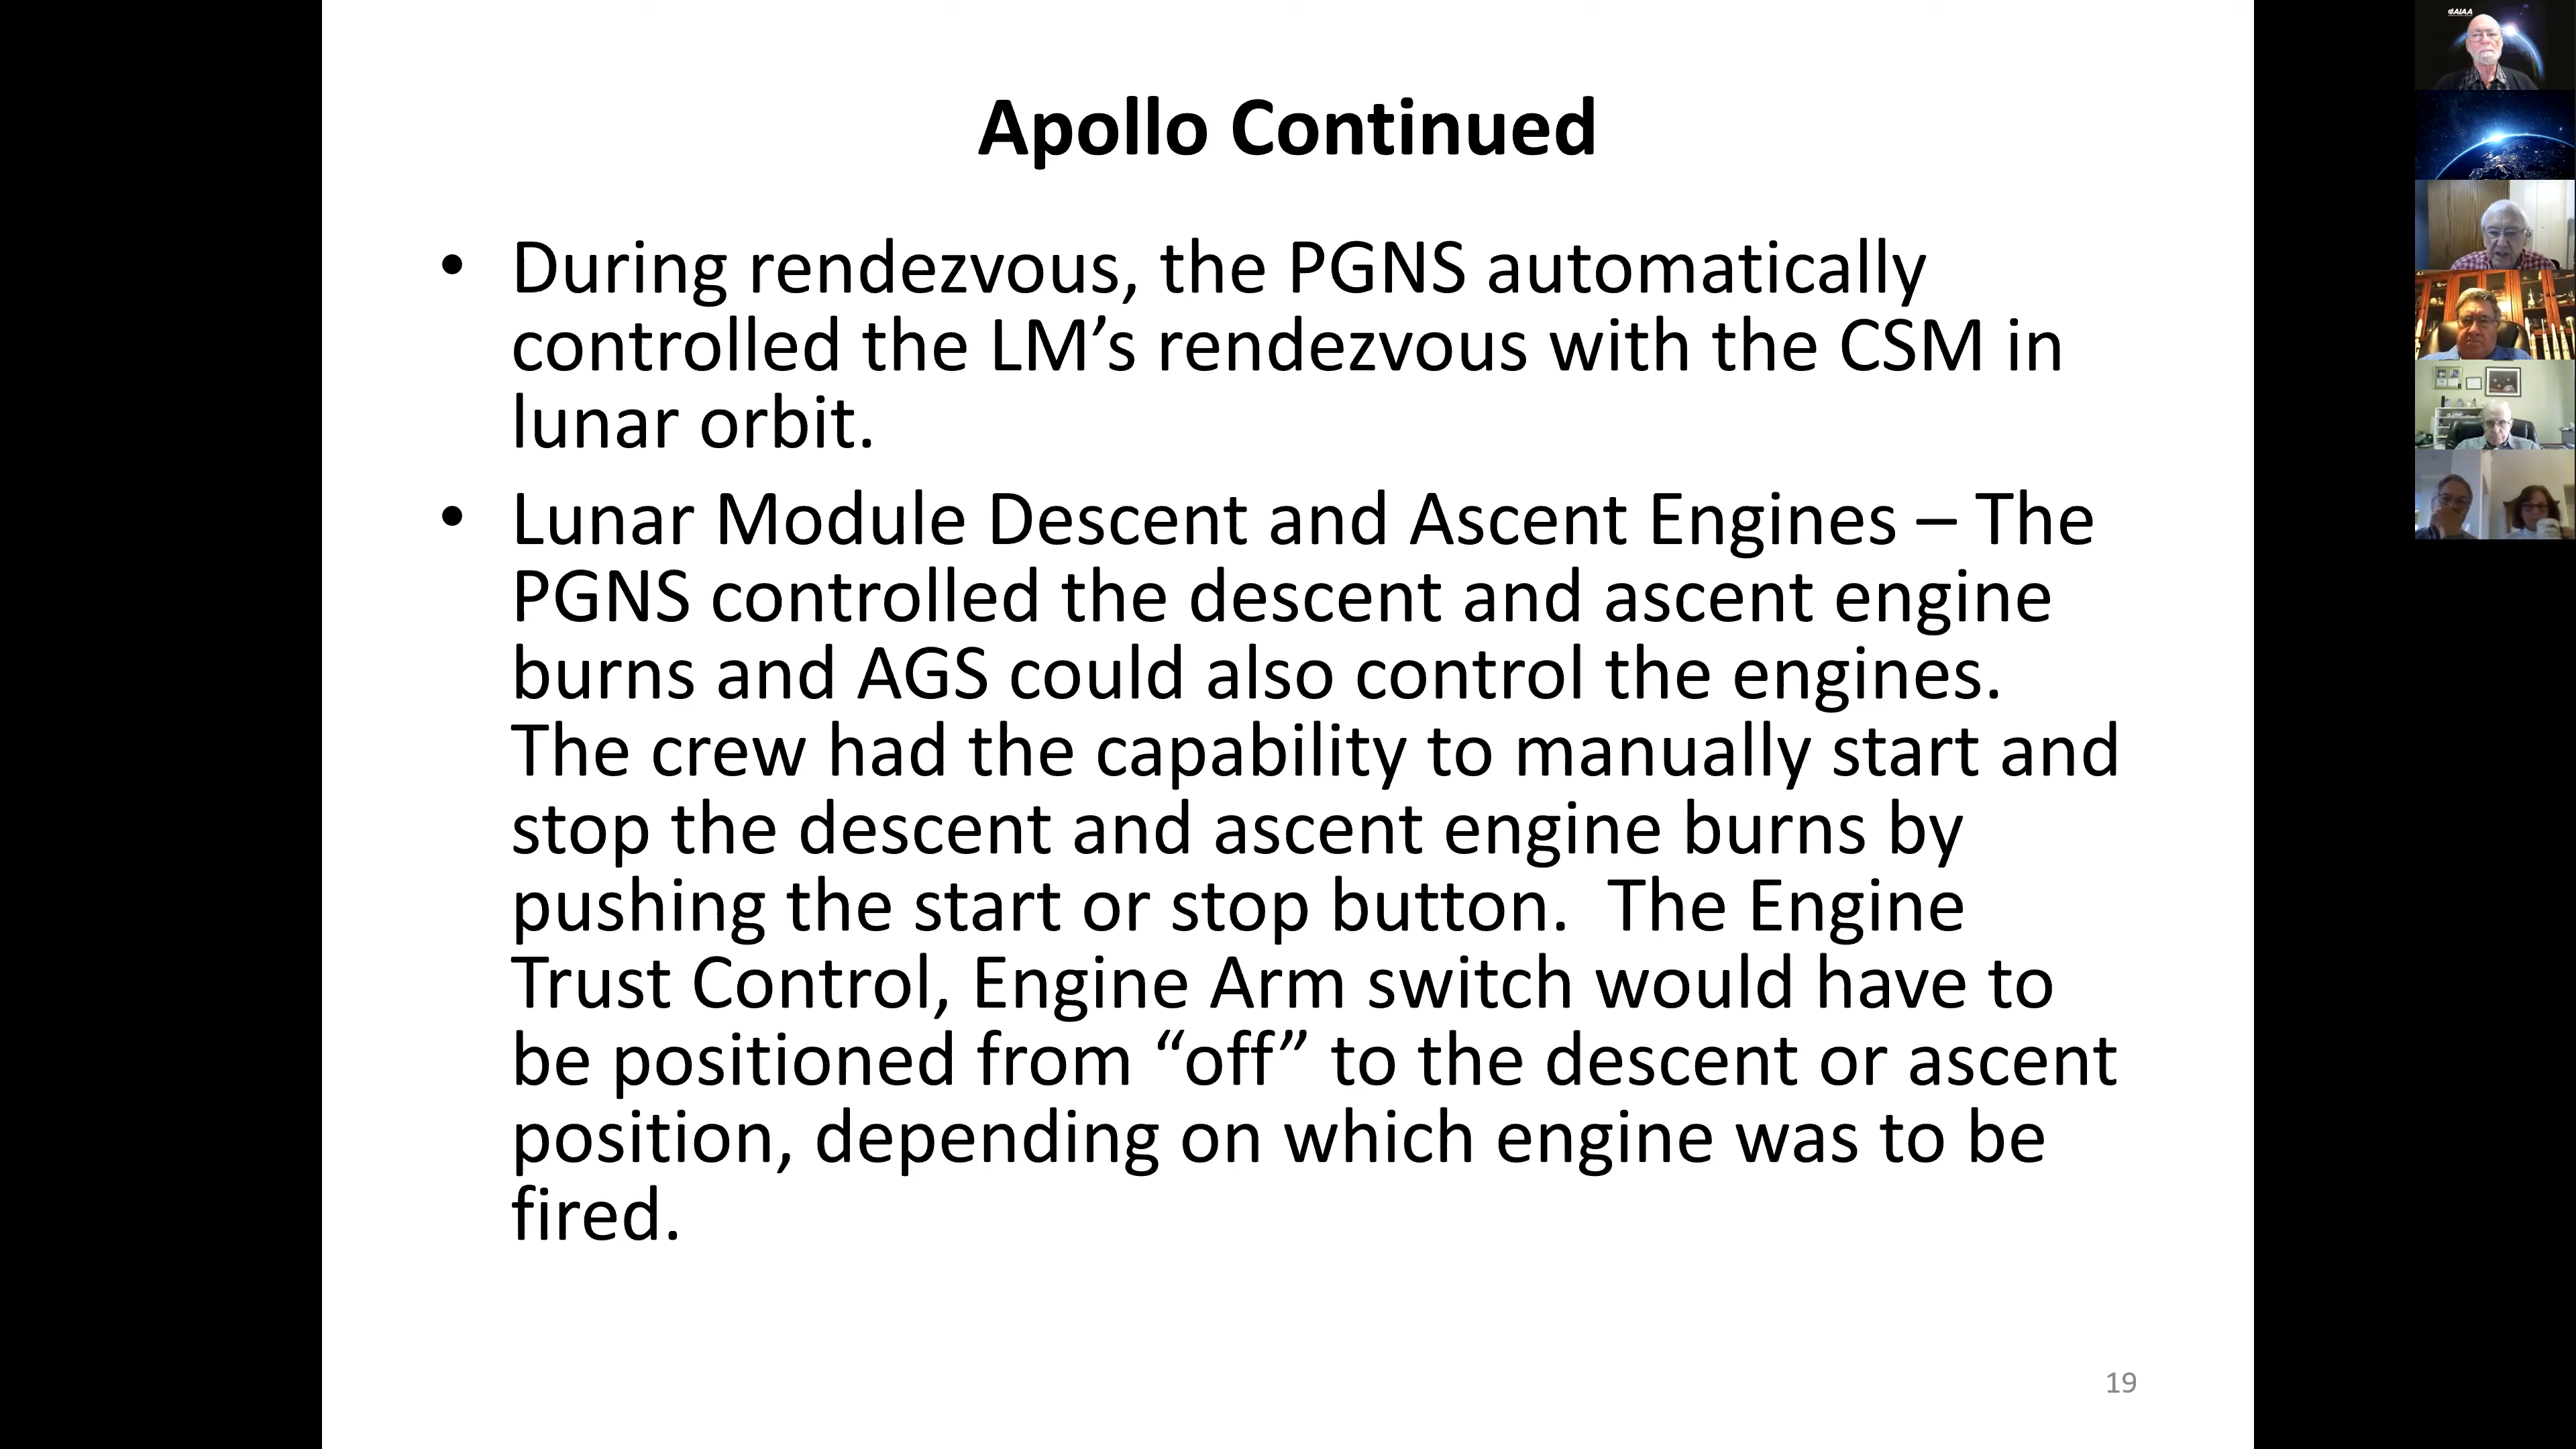 Apollo Continued
• During rendezvous, the PGNS automatically
controlled the LM’s rendezvous with the CSM in
lunar orbit.
• Lunar Module Descent and Ascent Engines – The
PGNS controlled the descent and ascent engine
burns and AGS could also control the engines.
The crew had the capability to manually start and
stop the descent and ascent engine burns by
pushing the start or stop button.  The Engine
Trust Control, Engine Arm switch would have to
be positioned from “off” to the descent or ascent
position, depending on which engine was to be
fired.
19
AIAA